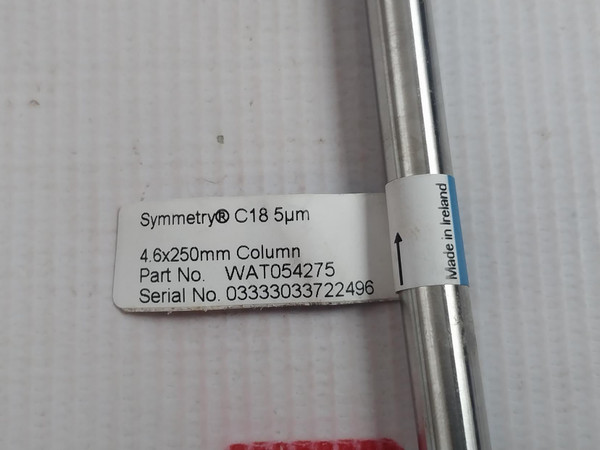 Symmetry® C18 5µm
4.6x250mm Column
Part No. WAT054275
Serial No. 03333033722496
Made in Ireland